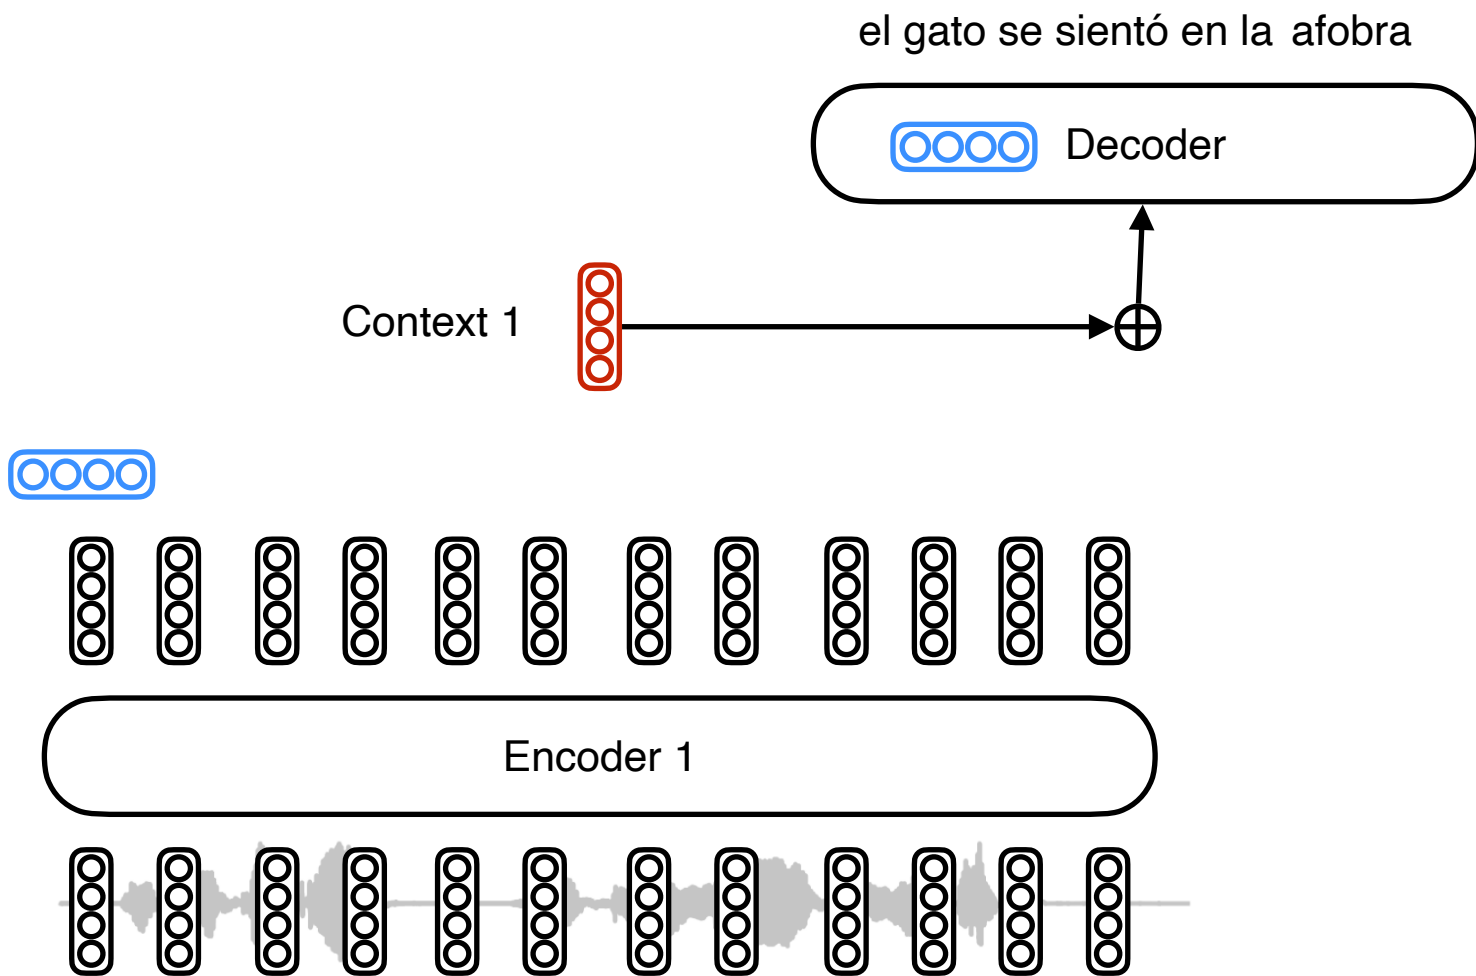 el gato se sientó en la afobra
Decoder
Context 1
Encoder 1